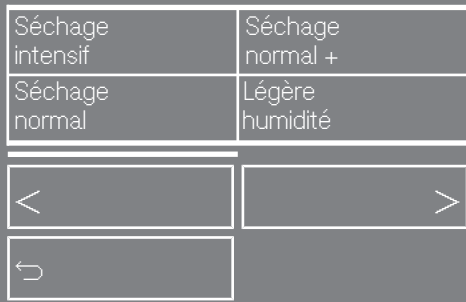 Séchage
intensif
Séchage
normal +
Séchage
normal
Légère
humidité
<
>